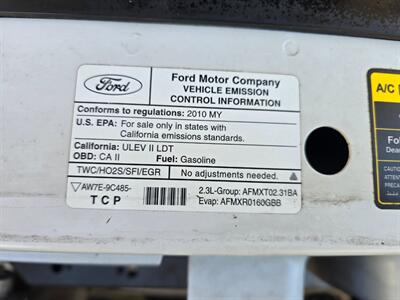 Ford
Ford Motor Company
VEHICLE EMISSION
CONTROL INFORMATION
Conforms to regulations: 2010 MY
U.S. EPA: For sale only in states with
California emissions standards.
California: ULEV II LDT
OBD: CA II Fuel: Gasoline
TWC/HO2S/SFI/EGR No adjustments needed.
AW7E-9C485-
TCP
2.3L-Group: AFMXT02.31BA
Evap: AFMXR0160GBB
A/C
Fo
Dea